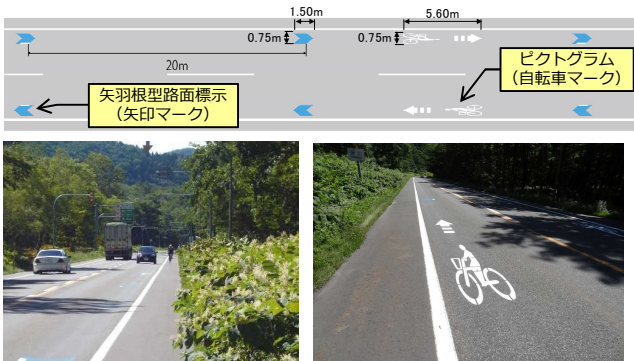 1.50m
5.60m
0.75m
0.75m
20m
ピクトグラム
（自転車マーク）
矢羽根型路面標示
（矢印マーク）